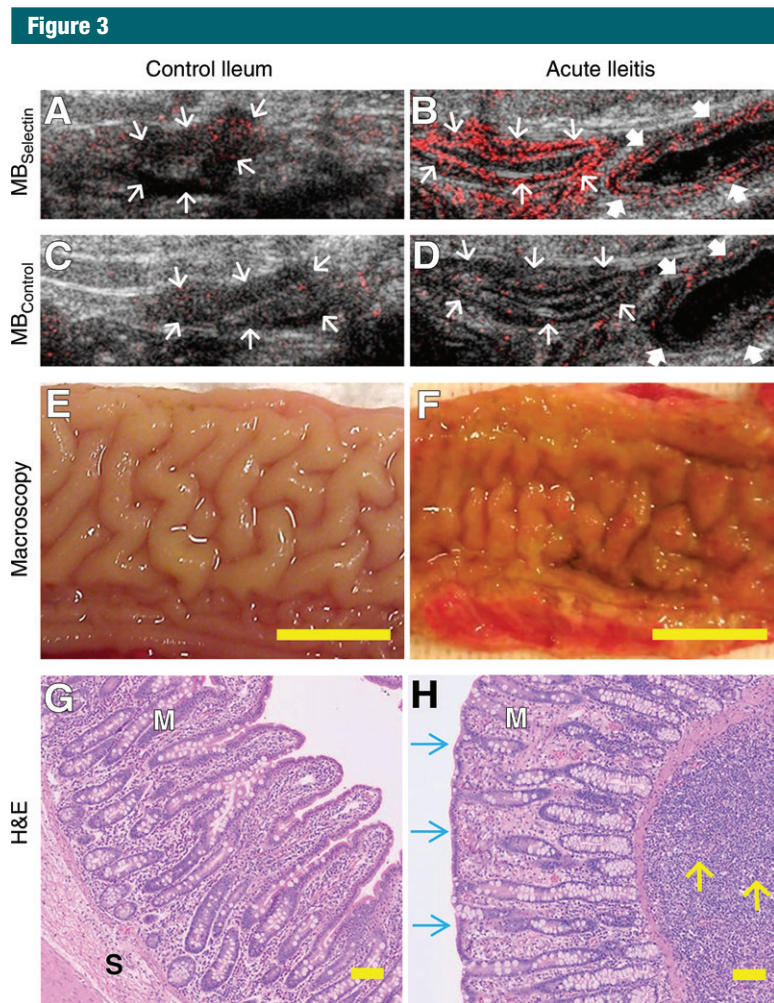 Figure 3
Control Ileum
Acute Ileitis
MBSelectin
A
B
MBControl
C
D
Macroscopy
E
F
H&E
G
M
S
H
M